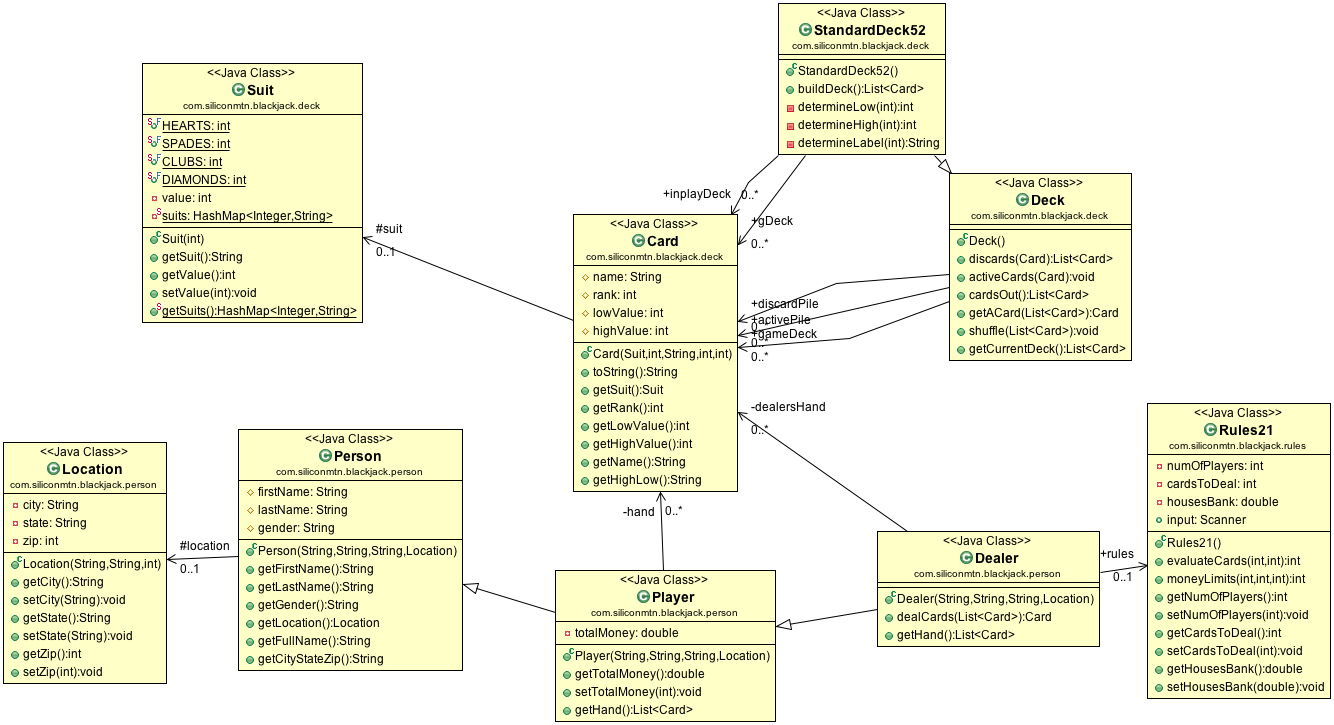 <<Java Class>>
StandardDeck52
com.siliconmtn.blackjack.deck
StandardDeck52()
buildDeck():List<Card>
determineLow(int):int
determineHigh(int):int
determineLabel(int):String
<<Java Class>>
Suit
com.siliconmtn.blackjack.deck
HEARTS: int
SPADES: int
CLUBS: int
DIAMONDS: int
value: int
suits: HashMap<Integer,String>
Suit(int)
getSuit():String
getValue():int
setValue(int):void
getSuits():HashMap<Integer,String>
#suit
0..1
+inplayDeck
0..*
+gDeck
0..*
<<Java Class>>
Deck
com.siliconmtn.blackjack.deck
Deck()
discards(Card):List<Card>
activeCards(Card):void
cardsOut():List<Card>
getACard(List<Card>):Card
shuffle(List<Card>):void
getCurrentDeck():List<Card>
<<Java Class>>
Card
com.siliconmtn.blackjack.deck
name: String
rank: int
lowValue: int
highValue: int
Card(Suit,int,String,int,int)
toString():String
getSuit():Suit
getRank():int
getLowValue():int
getHighValue():int
getName():String
getHighLow():String
+discardPile
0..*
+activePile
0..*
+gameDeck
0..*
-dealersHand
0..*
<<Java Class>>
Location
com.siliconmtn.blackjack.person
city: String
state: String
zip: int
Location(String,String,int)
getCity():String
setCity(String):void
getState():String
setState(String):void
getZip():int
setZip(int):void
#location
0..1
<<Java Class>>
Person
com.siliconmtn.blackjack.person
firstName: String
lastName: String
gender: String
Person(String,String,String,Location)
getFirstName():String
getLastName():String
getGender():String
getLocation():Location
getFullName():String
getCityStateZip():String
-hand
0..*
<<Java Class>>
Player
com.siliconmtn.blackjack.person
totalMoney: double
Player(String,String,String,Location)
getTotalMoney():double
setTotalMoney(int):void
getHand():List<Card>
<<Java Class>>
Dealer
com.siliconmtn.blackjack.person
Dealer(String,String,String,Location)
dealCards(List<Card>):Card
getHand():List<Card>
+rules
0..1
<<Java Class>>
Rules21
com.siliconmtn.blackjack.rules
numOfPlayers: int
cardsToDeal: int
housesBank: double
input: Scanner
Rules21()
evaluateCards(int,int):int
moneyLimits(int,int,int):int
getNumOfPlayers():int
setNumOfPlayers(int):void
getCardsToDeal():int
setCardsToDeal(int):void
getHousesBank():double
setHousesBank(double):void